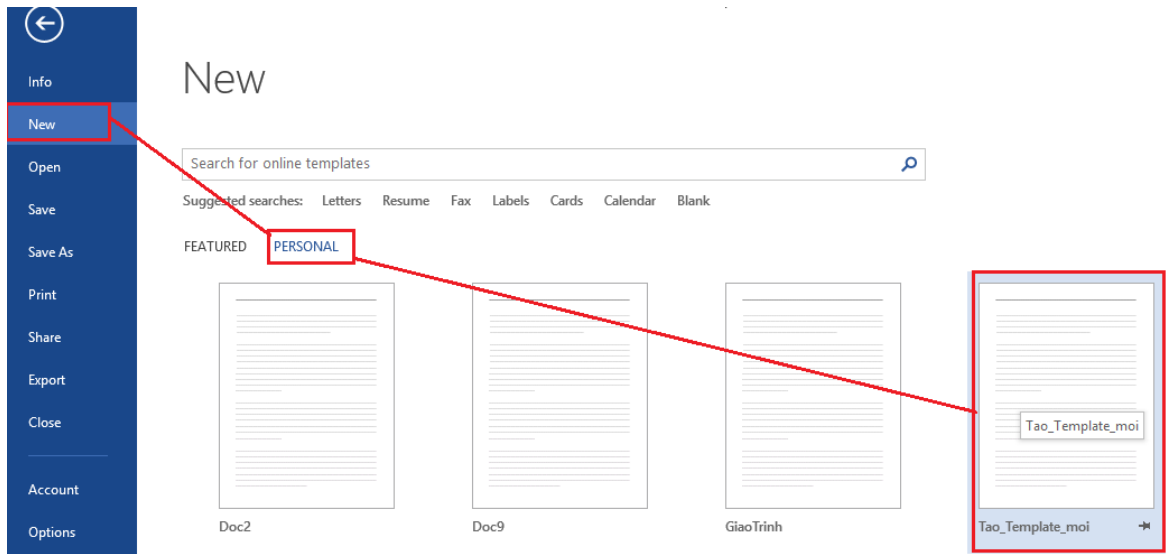 Info
New
Open
Save
Save As
Print
Share
Export
Close
Account
Options
New
Search for online templates
Suggested searches: Letters Resume Fax Labels Cards Calendar Blank
FEATURED PERSONAL
Tao_Template_moi
Doc2 Doc9 GiaoTrinh Tao_Template_moi